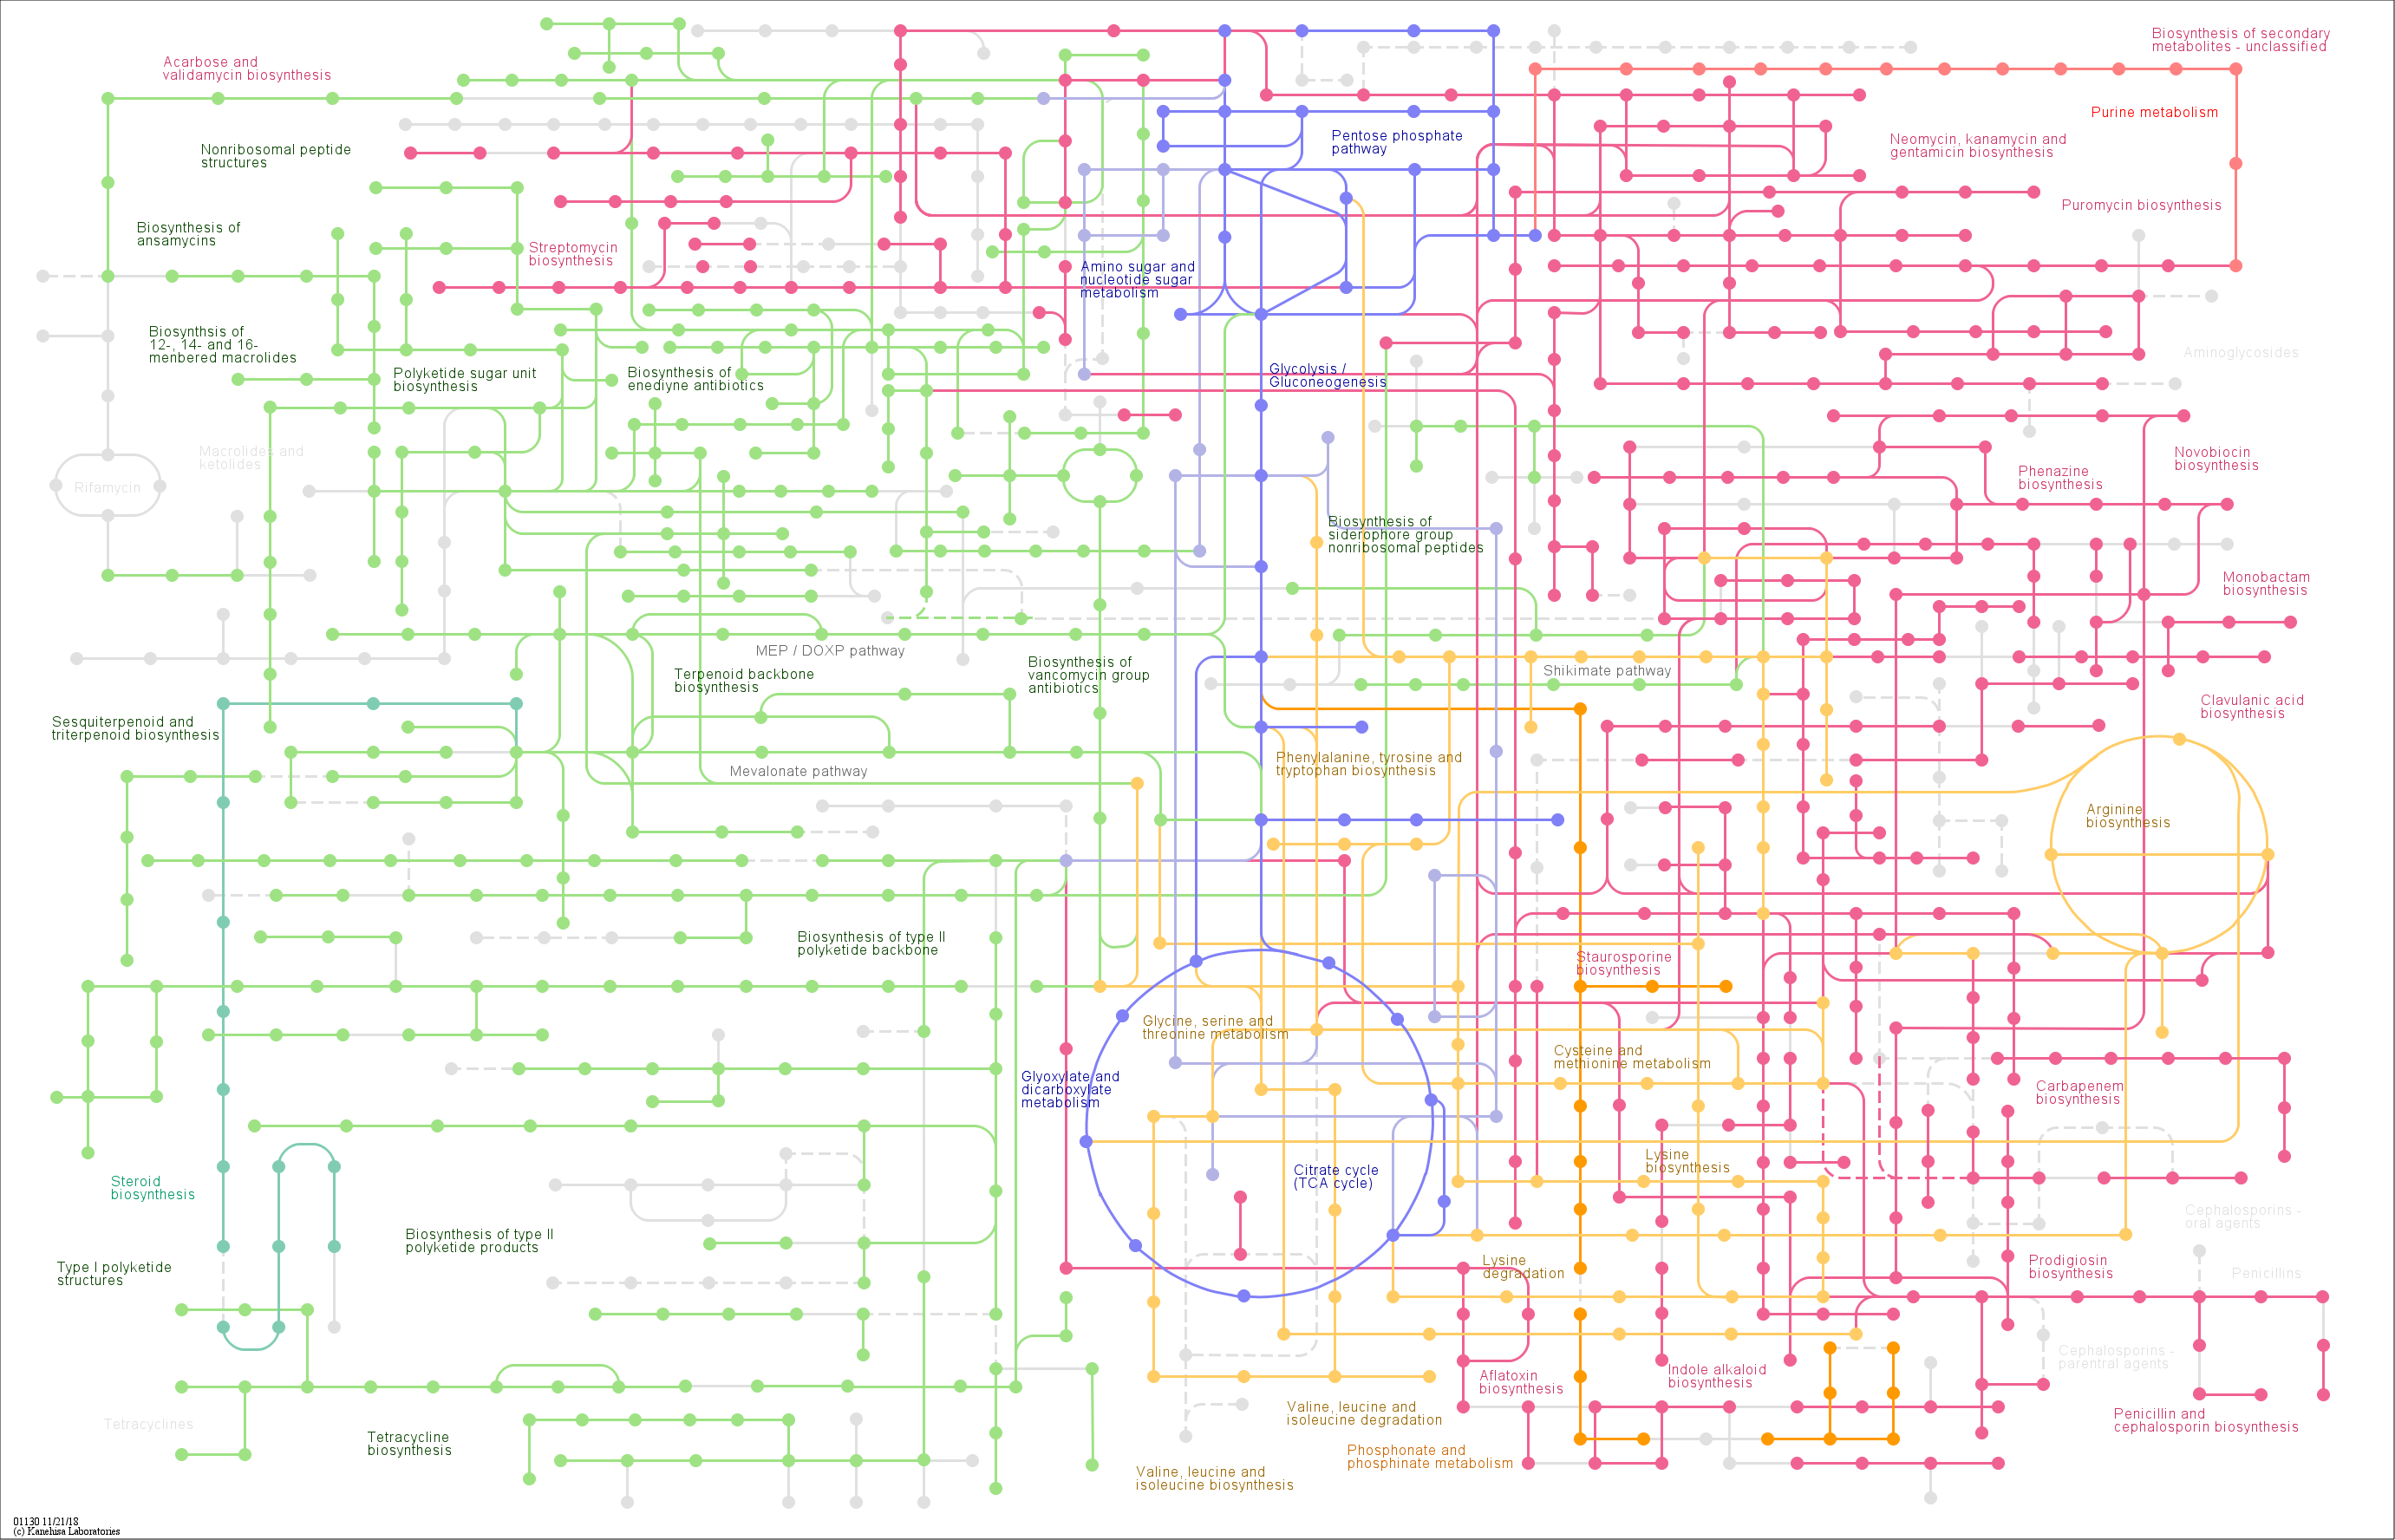 Acarbose and
validamycin biosynthesis
Biosynthesis of secondary
metabolites - unclassified
Purine metabolism
Nonribosomal peptide
structures
Pentose phosphate
pathway
Neomycin, kanamycin and
gentamicin biosynthesis
Puromycin biosynthesis
Biosynthesis of
ansamycins
Streptomycin
biosynthesis
Amino sugar and
nucleotide sugar
metabolism
Biosynthsis of
12-, 14- and 16-
menbered macrolides
Polyketide sugar unit
biosynthesis
Biosynthesis of
enediyne antibiotics
Glycolysis /
Gluconeogenesis
Aminoglycosides
Macrolides and
ketolides
Rifamycin
Novobiocin
biosynthesis
Phenazine
biosynthesis
Biosynthesis of
siderophore group
nonribosomal peptides
Monobactam
biosynthesis
MEP / DOXP pathway
Terpenoid backbone
biosynthesis
Biosynthesis of
vancomycin group
antibiotics
Shikimate pathway
Clavulanic acid
biosynthesis
Sesquiterpenoid and
triterpenoid biosynthesis
Mevalonate pathway
Phenylalanine, tyrosine and
tryptophan biosynthesis
Arginine
biosynthesis
Biosynthesis of type II
polyketide backbone
Staurosporine
biosynthesis
Glycine, serine and
threonine metabolism
Cysteine and
methionine metabolism
Glyoxylate and
dicarboxylate
metabolism
Carbapenem
biosynthesis
Steroid
biosynthesis
Citrate cycle
(TCA cycle)
Lysine
biosynthesis
Cephalosporins -
oral agents
Biosynthesis of type II
polyketide products
Type I polyketide
structures
Lysine
degradation
Prodigiosin
biosynthesis
Penicillins
Cephalosporins -
parentral agents
Aflatoxin
biosynthesis
Indole alkaloid
biosynthesis
Tetracyclines
Tetracycline
biosynthesis
Valine, leucine and
isoleucine degradation
Penicillin and
cephalosporin biosynthesis
Phosphonate and
phosphinate metabolism
Valine, leucine and
isoleucine biosynthesis
01130 11/21/18
(c) Kanehisa Laboratories